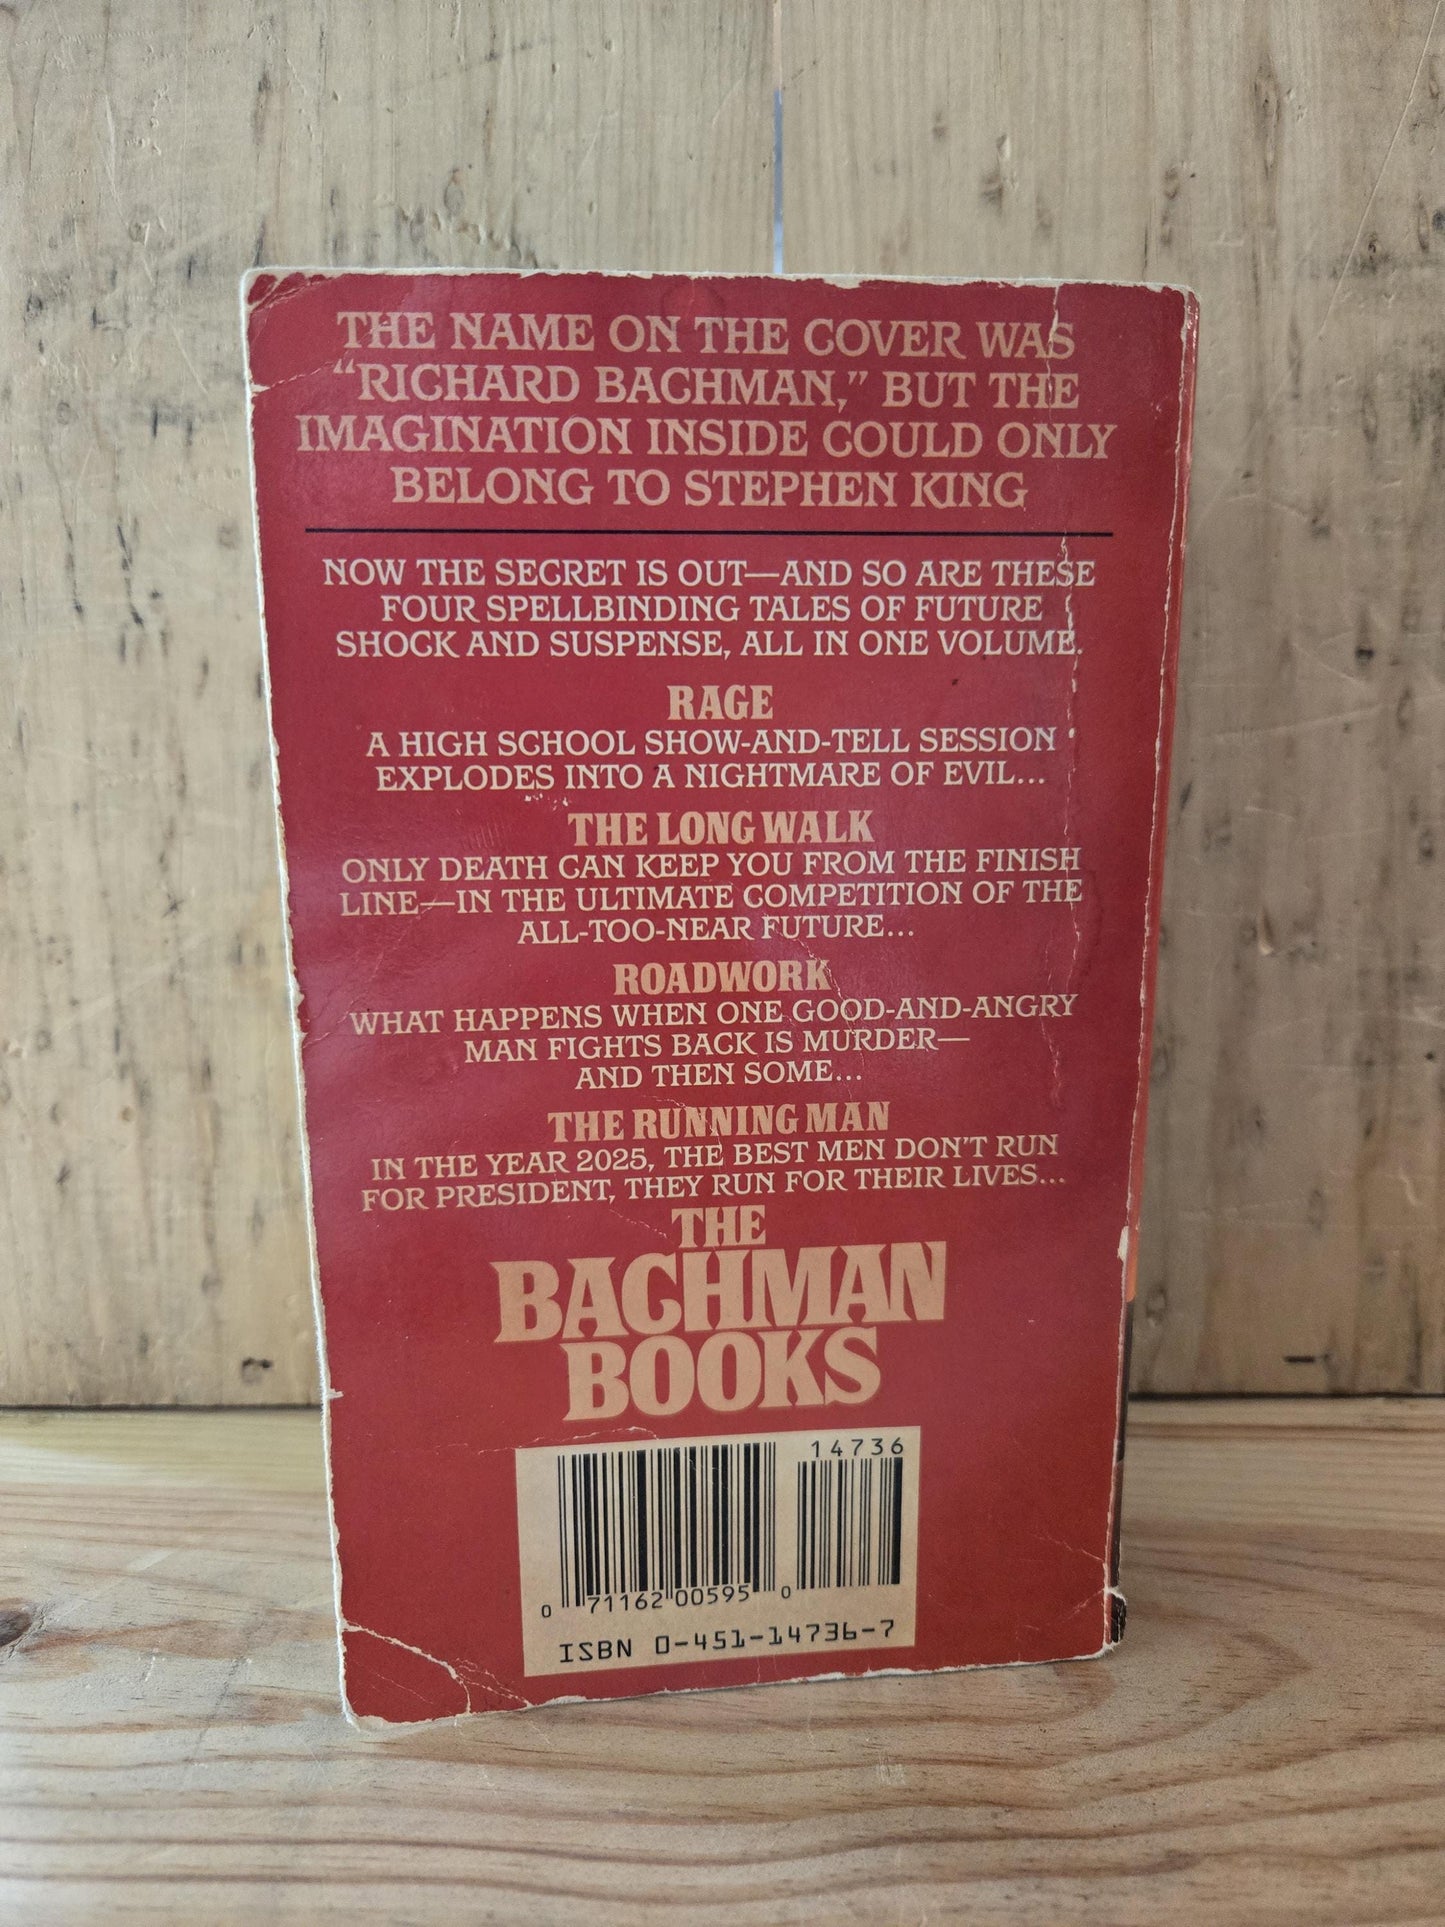 THE NAME ON THE COVER WAS
"RICHARD BACHMAN," BUT THE
IMAGINATION INSIDE COULD ONLY
BELONG TO STEPHEN KING
NOW THE SECRET IS OUT—AND SO ARE THESE
FOUR SPELLBINDING TALES OF FUTURE
SHOCK AND SUSPENSE, ALL IN ONE VOLUME.
RAGE
A HIGH SCHOOL SHOW-AND-TELL SESSION
EXPLODES INTO A NIGHTMARE OF EVIL...
THE LONG WALK
ONLY DEATH CAN KEEP YOU FROM THE FINISH
LINE—IN THE ULTIMATE COMPETITION OF THE
ALL-TOO-NEAR FUTURE...
ROADWORK
WHAT HAPPENS WHEN ONE GOOD-AND-ANGRY
MAN FIGHTS BACK IS MURDER—
AND THEN SOME...
THE RUNNING MAN
IN THE YEAR 2025, THE BEST MEN DON'T RUN
FOR PRESIDENT, THEY RUN FOR THEIR LIVES...
THE
BACHMAN
BOOKS
14736
0 71162 00595 0
ISBN 0-451-14736-7